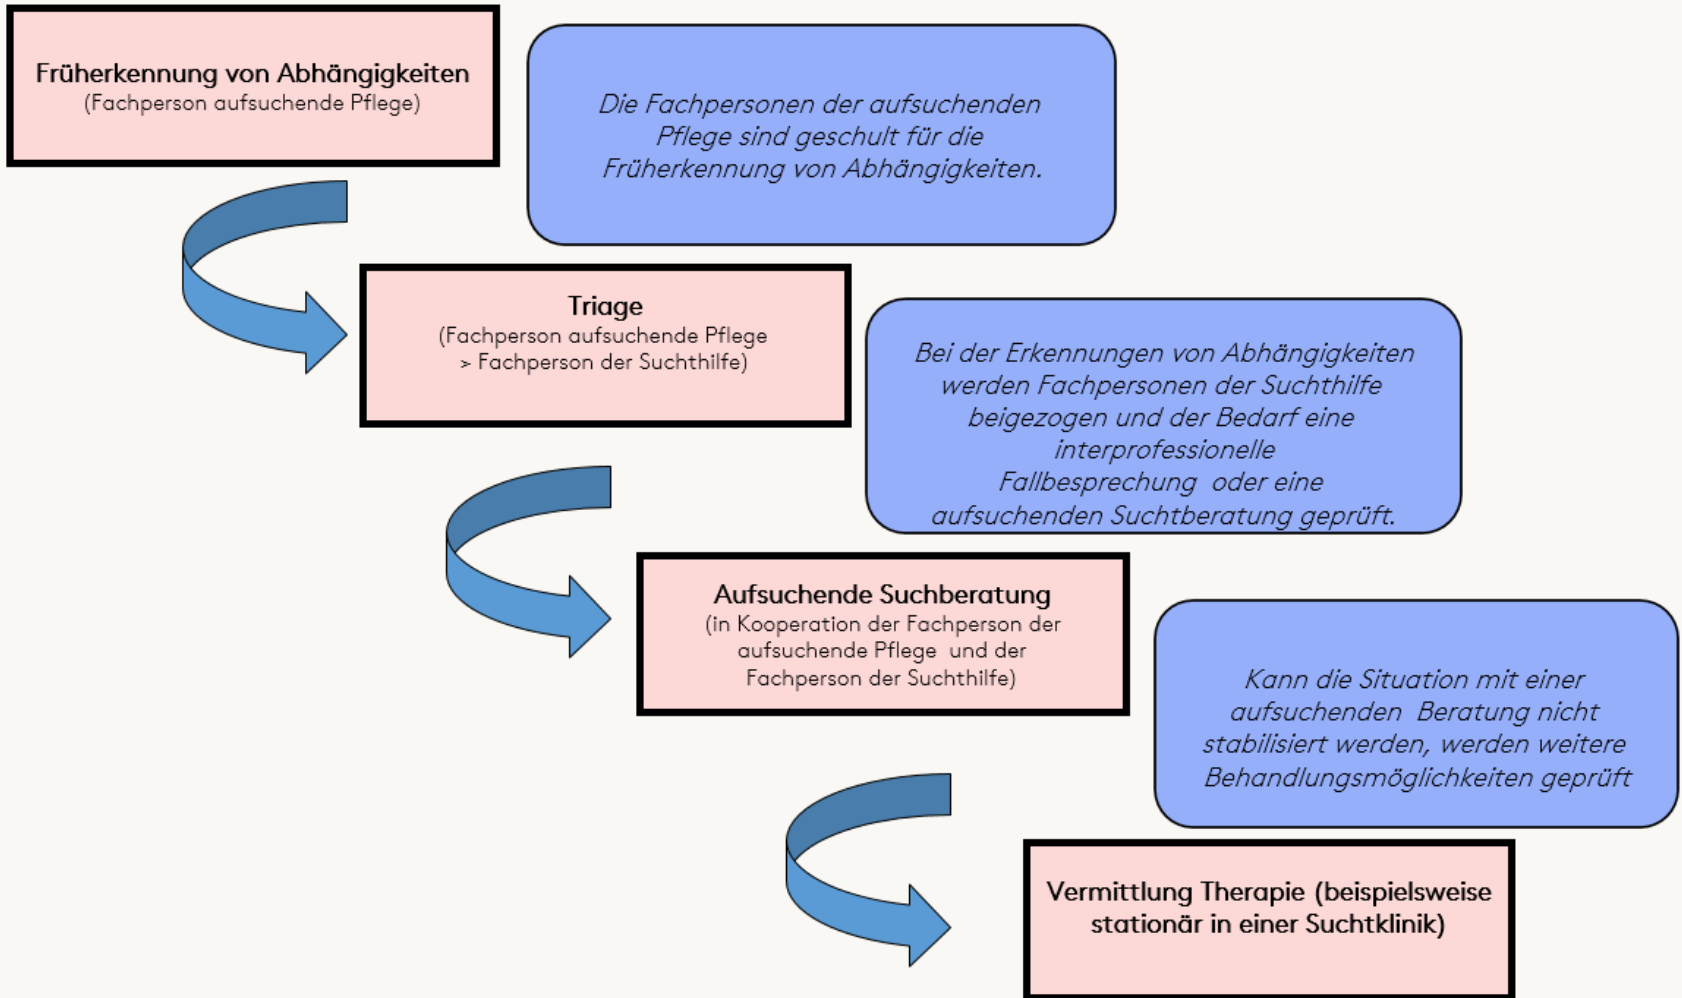 Früherkennung von Abhängigkeiten
(Fachperson aufsuchende Pflege)
Die Fachpersonen der aufsuchenden
Pflege sind geschult für die
Früherkennung von Abhängigkeiten.
Triage
(Fachperson aufsuchende Pflege
> Fachperson der Suchthilfe)
Bei der Erkennungen von Abhängigkeiten
werden Fachpersonen der Suchthilfe
beigezogen und der Bedarf eine
interprofessionelle
Fallbesprechung oder eine
aufsuchenden Suchtberatung geprüft.
Aufsuchende Suchberatung
(in Kooperation der Fachperson der
aufsuchende Pflege und der
Fachperson der Suchthilfe)
Kann die Situation mit einer
aufsuchenden Beratung nicht
stabilisiert werden, werden weitere
Behandlungsmöglichkeiten geprüft
Vermittlung Therapie (beispielsweise
stationär in einer Suchtklinik)